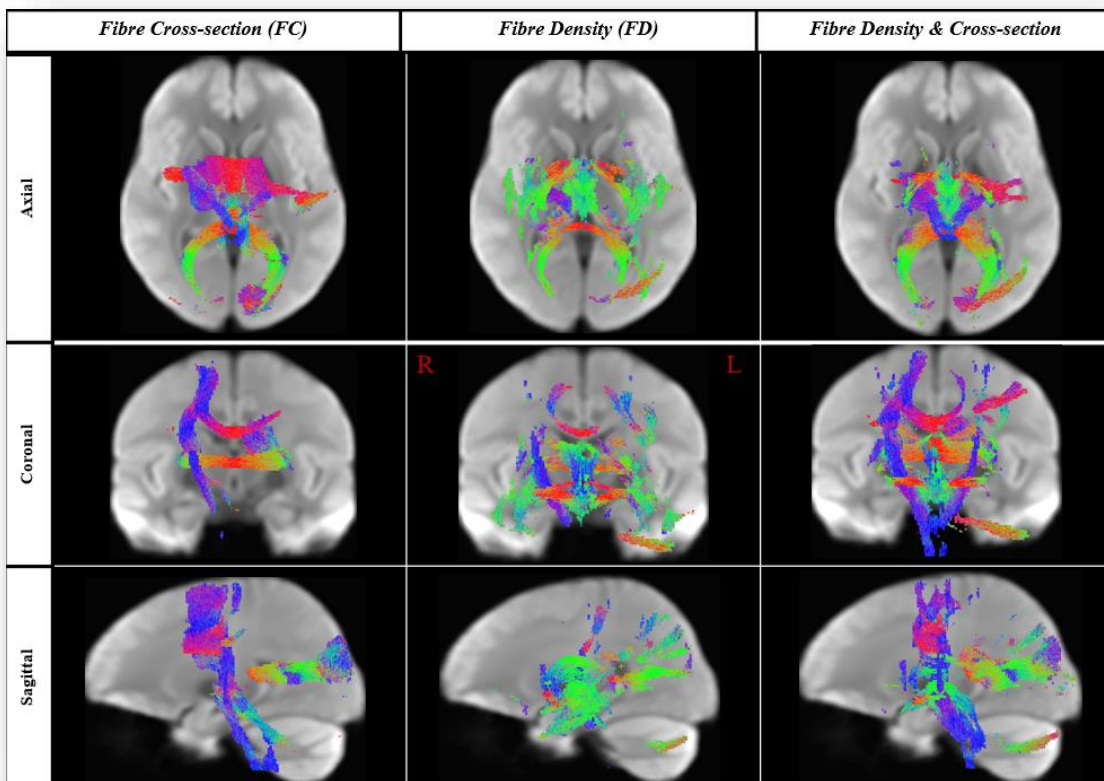 Fibre Cross-section (FC)
Fibre Density (FD)
Fibre Density & Cross-section
Axial
Coronal
R
L
Sagittal